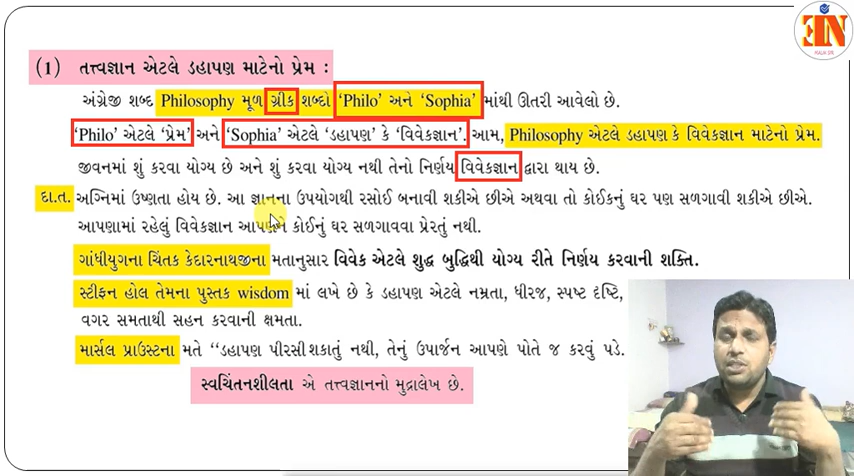 EIN
(1) તત્ત્વજ્ઞાન એટલે ડહાપણ માટેનો પ્રેમ :
અંગ્રેજી શબ્દ Philosophy મૂળ ગ્રીક શબ્દો ‘Philo’ અને ‘Sophia’ માંથી ઊતરી આવેલો છે.
‘Philo’ એટલે ‘પ્રેમ’ અને ‘Sophia’ એટલે ‘ડહાપણ’ કે ‘વિવેકજ્ઞાન’. આમ, Philosophy એટલે ડહાપણ કે વિવેકજ્ઞાન માટેનો પ્રેમ.
જીવનમાં શું કરવા યોગ્ય છે અને શું કરવા યોગ્ય નથી તેનો નિર્ણય વિવેકજ્ઞાન દ્વારા થાય છે.
દા.ત. અગ્નિમાં ઉષ્ણતા હોય છે. આ જ્ઞાનના ઉપયોગથી રસોઈ બનાવી શકીએ છીએ અથવા તો કોઈકનું ઘર પણ સળગાવી શકીએ છીએ.
આપણામાં રહેલું વિવેકજ્ઞાન આપણને કોઈનું ઘર સળગાવવા પ્રેરતું નથી.
ગાંધીયુગના ચિંતક કેદારનાથજીના મતાનુસાર વિવેક એટલે શુદ્ધ બુદ્ધિથી યોગ્ય રીતે નિર્ણય કરવાની શક્તિ.
સ્ટીફન હોલ તેમના પુસ્તક wisdom માં લખે છે કે ડહાપણ એટલે નમ્રતા, ધીરજ, સ્પષ્ટ દૃષ્ટિ,
વગર સમતાથી સહન કરવાની ક્ષમતા.
માર્સલ પ્રાઉસ્ટના મતે ‘‘ડહાપણ પીરસી શકાતું નથી, તેનું ઉપાર્જન આપણે પોતે જ કરવું પડે.
સ્વચિંતનશીલતા એ તત્ત્વજ્ઞાનનો મુદ્રાલેખ છે.